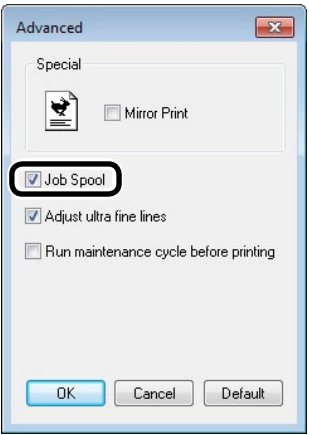 Advanced
Special
Mirror Print
Job Spool
Adjust ultra fine lines
Run maintenance cycle before printing
OK Cancel Default